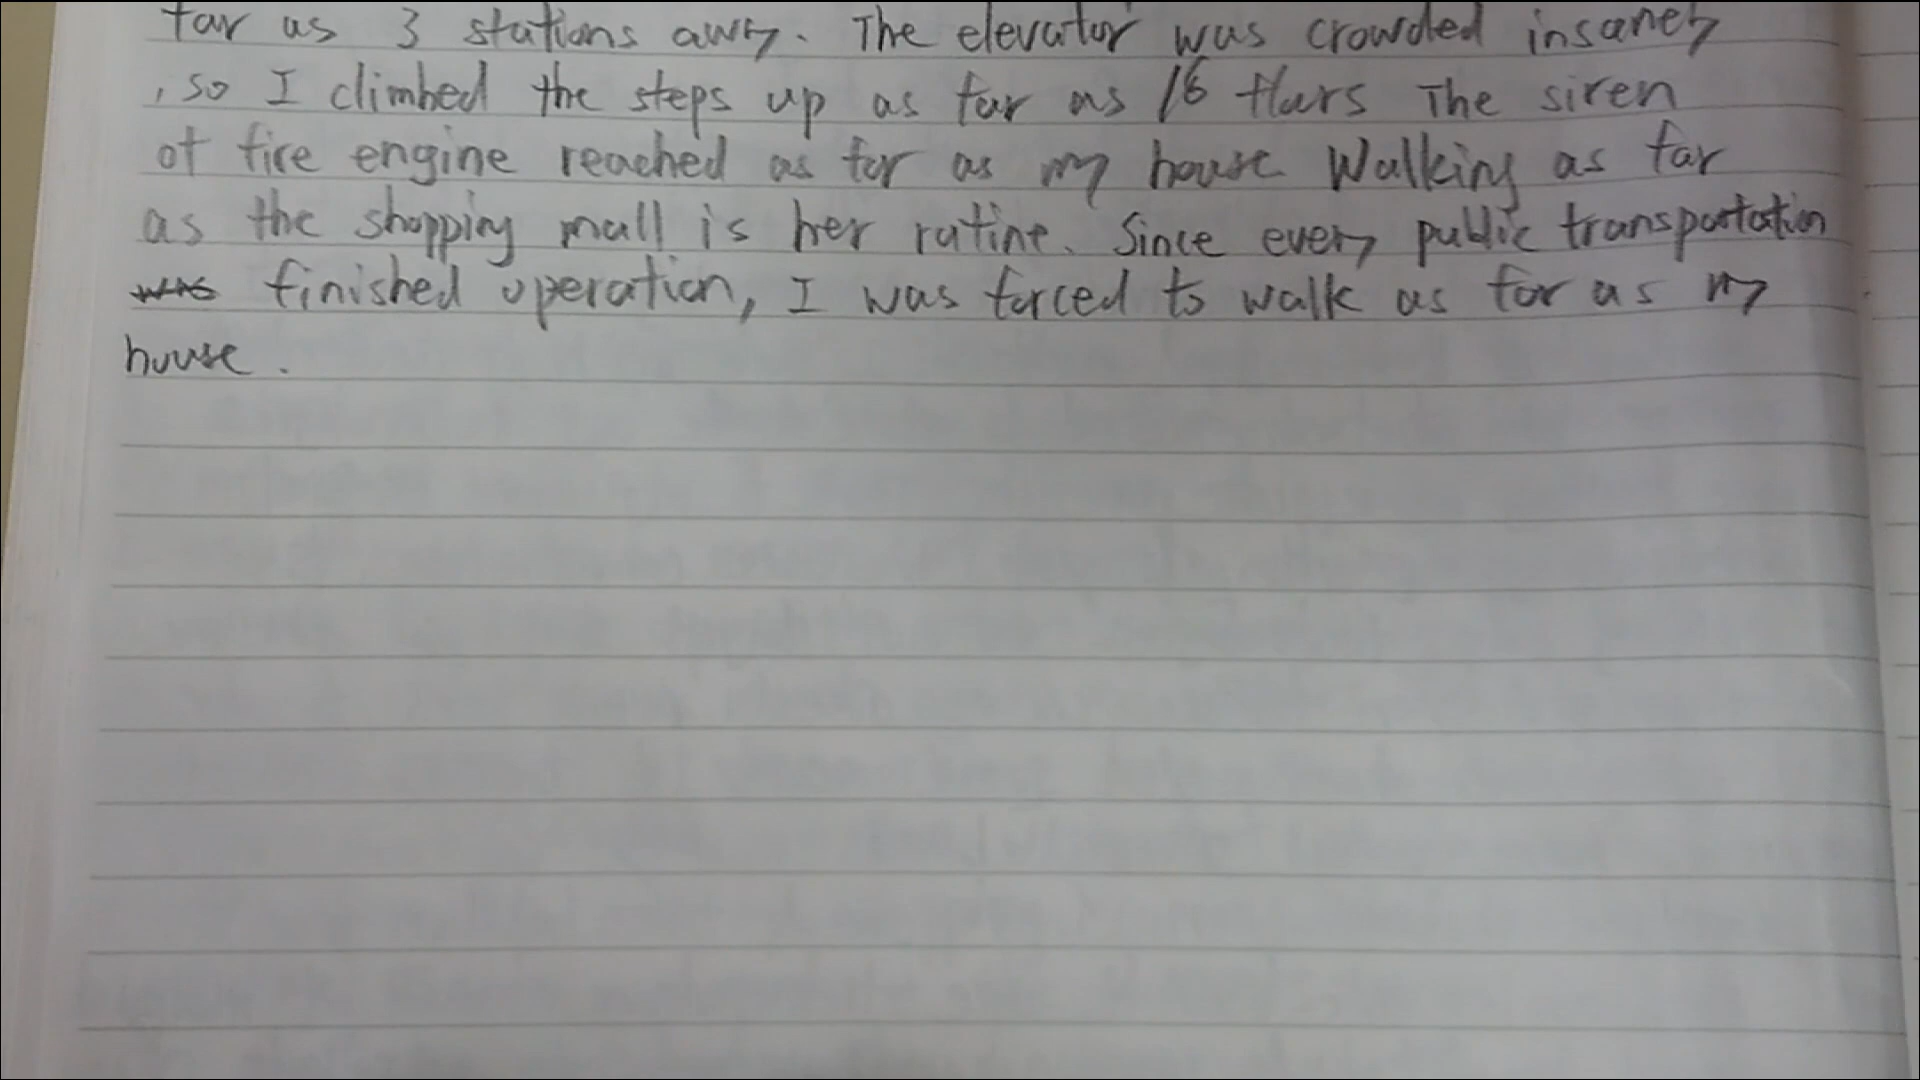 far as 3 stations away. The elevator was crowded insanely
, so I climbed the steps up as far as 16 floors The siren
of fire engine reached as far as my house Walking as far
as the shopping mall is her rutine. Since every public transportation
was finished operation, I was forced to walk as far as my
house.